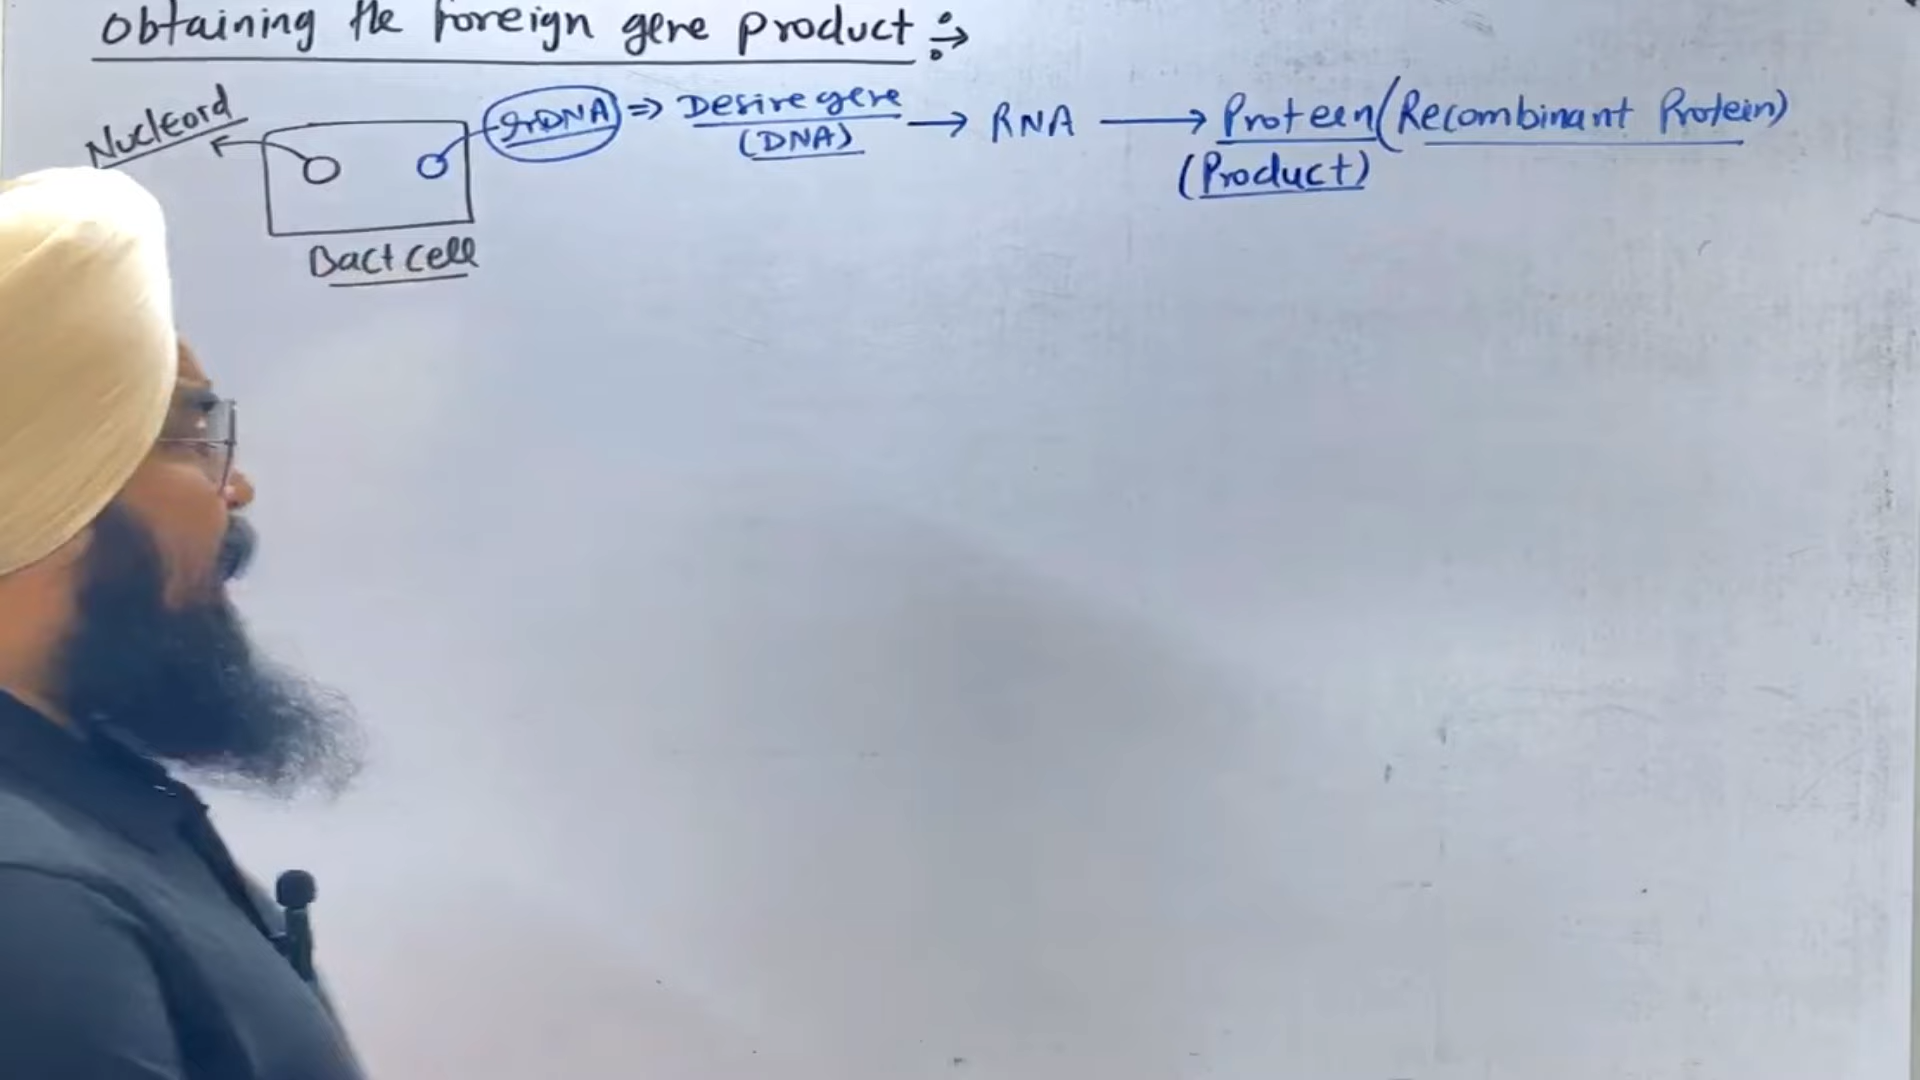 Obtaining the foreign gene product :→
Nucleoid
rDNA ⇒ Desire gene → RNA → Protein (Recombinant Protein)
(DNA)
(Product)
Bact cell